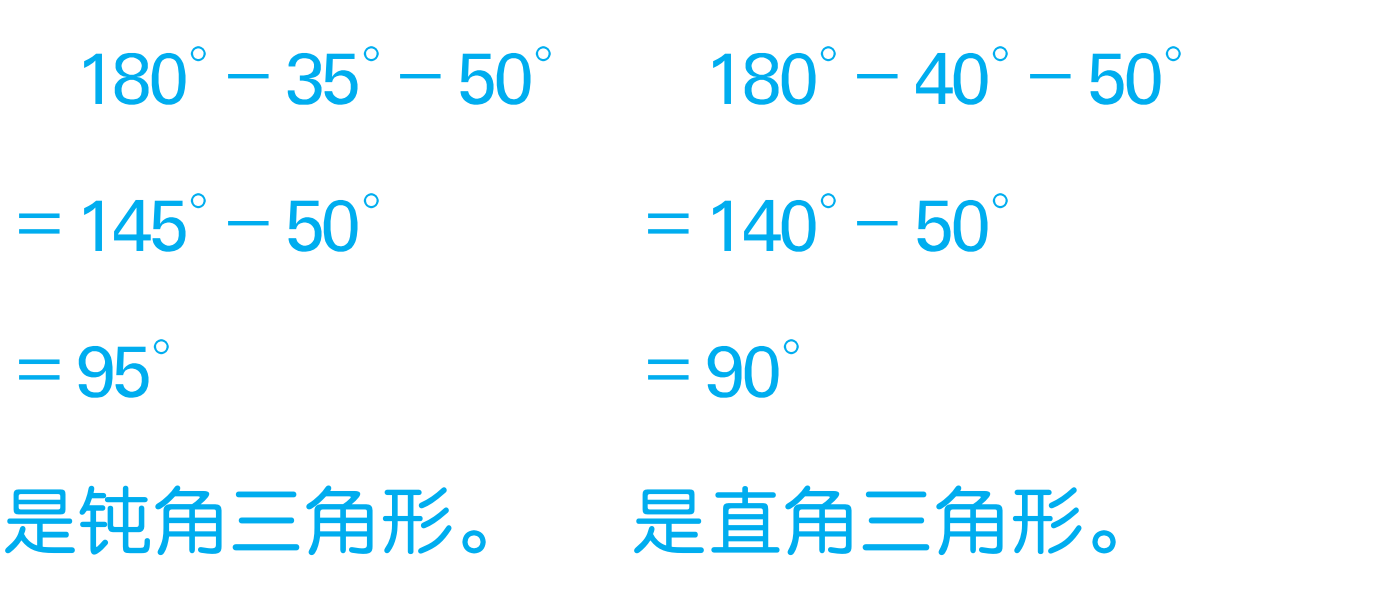 180° − 35° − 50°
= 145° − 50°
= 95°
是钝角三角形。
180° − 40° − 50°
= 140° − 50°
= 90°
是直角三角形。